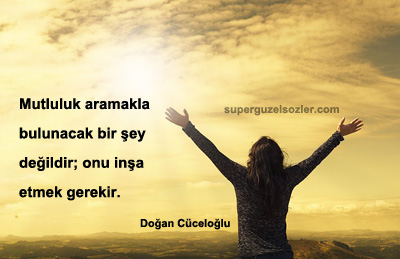 Mutluluk aramakla
bulunacak bir şey
değildir; onu inşa
etmek gerekir.
superguzelsozler.com
Doğan Cüceloğlu